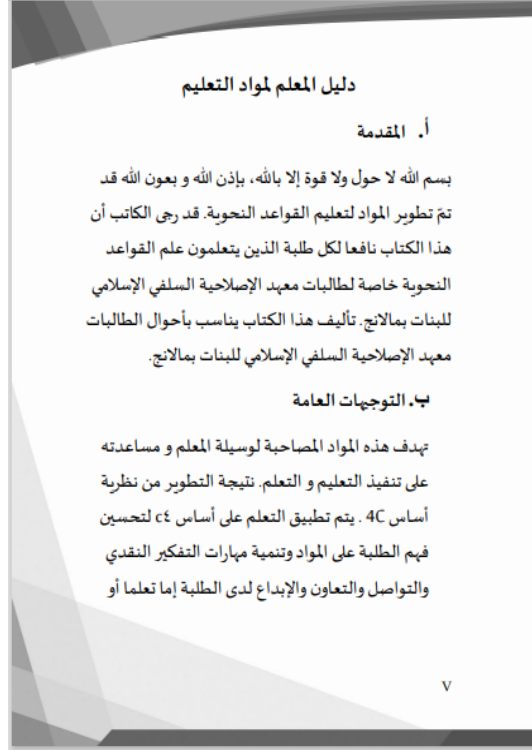 دليل المعلم لمواد التعليم
أ. المقدمة
بسم الله لا حول ولا قوة إلا بالله، بإذن الله و بعون الله قد
تمّ تطوير المواد لتعليم القواعد النحوية. قد رجى الكاتب أن
هذا الكتاب نافعا لكل طلبة الذين يتعلمون علم القواعد
النحوية خاصة لطالبات معهد الإصلاحية السلفي الإسلامي
للبنات بمالانج. تأليف هذا الكتاب يناسب بأحوال الطالبات
معهد الإصلاحية السلفي الإسلامي للبنات بمالانج.
ب. التوجيهات العامة
تهدف هذه المواد المصاحبة لوسيلة المعلم و مساعدته
على تنفيذ التعليم و التعلم. نتيجة التطوير من نظرية
أساس 4C . يتم تطبيق التعلم على أساس c٤ لتحسين
فهم الطلبة على المواد وتنمية مهارات التفكير النقدي
والتواصل والتعاون والإبداع لدى الطلبة إما تعلما أو
V